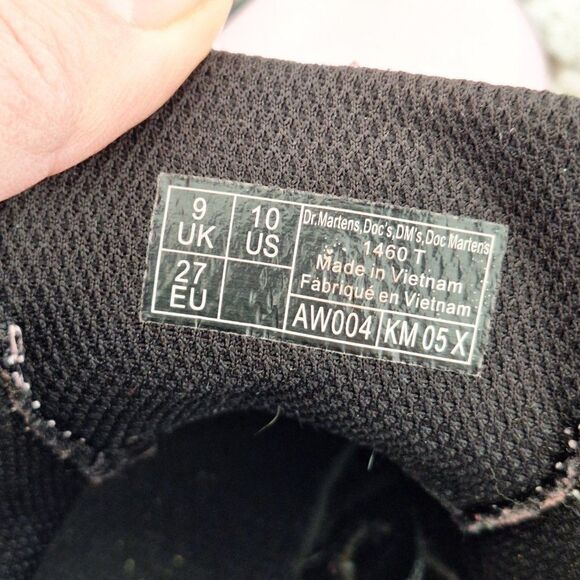 9
UK
10
US
27
EU
Dr.Martens, Doc's, DM's, Doc Martens
1460 T
Made in Vietnam
Fabriqué en Vietnam
AW004
KM 05 X